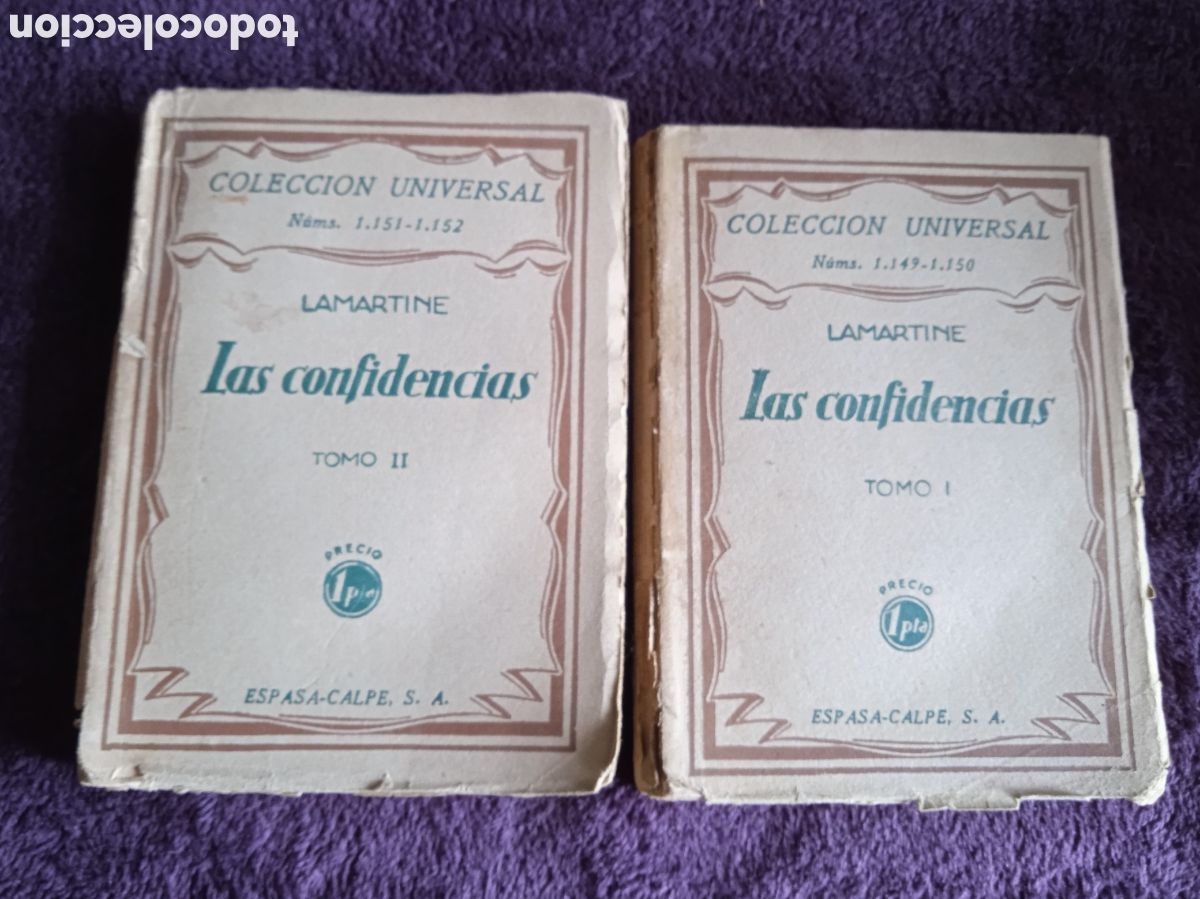 todocoleccion
COLECCION UNIVERSAL
Núms. 1.151-1.152
LAMARTINE
Las confidencias
TOMO II
PRECIO
1 pta
ESPASA-CALPE, S. A.
COLECCION UNIVERSAL
Núms. 1.149-1.150
LAMARTINE
Las confidencias
TOMO I
PRECIO
1 pta
ESPASA-CALPE, S. A.